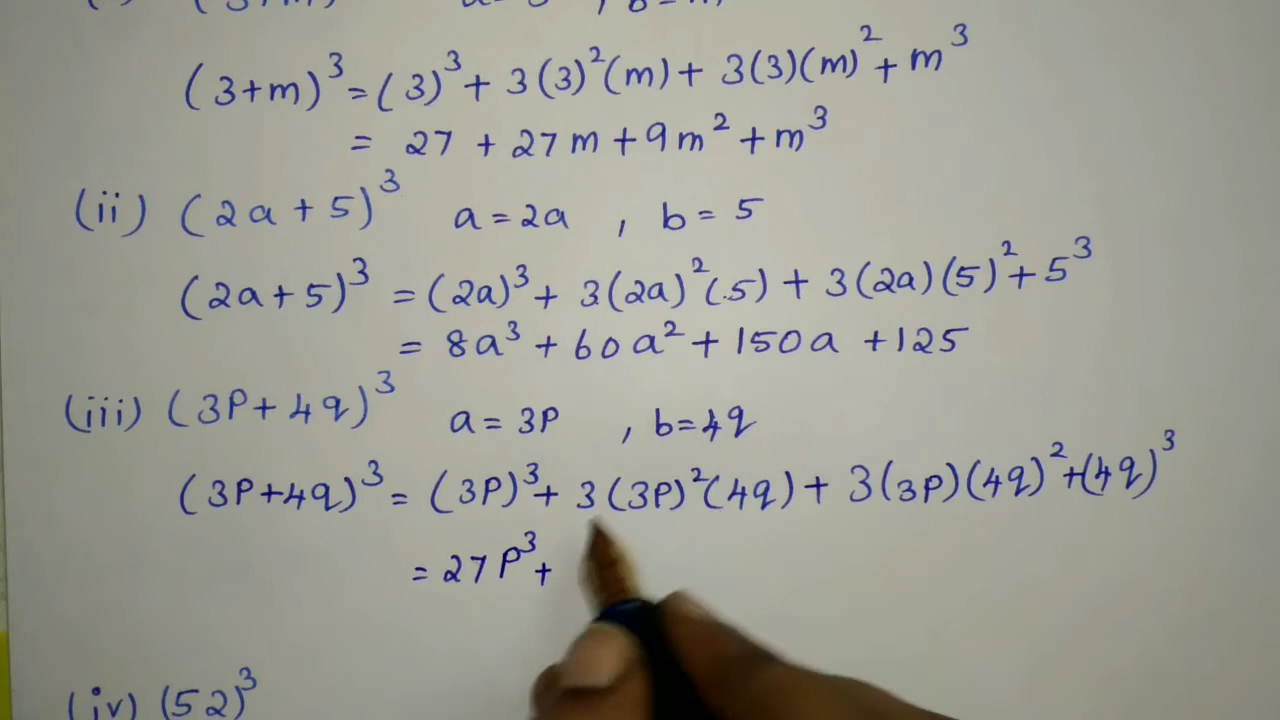 (3+m)³ = (3)³ + 3(3)²(m) + 3(3)(m)² + m³
= 27 + 27m + 9m² + m³
(ii) (2a + 5)³ a = 2a , b = 5
(2a + 5)³ = (2a)³ + 3(2a)²(5) + 3(2a)(5)² + 5³
= 8a³ + 60a² + 150a + 125
(iii) (3P + 4q)³ a = 3P , b = 4q
(3P + 4q)³ = (3P)³ + 3(3P)²(4q) + 3(3P)(4q)² + (4q)³
= 27P³ +
(iv) (52)³